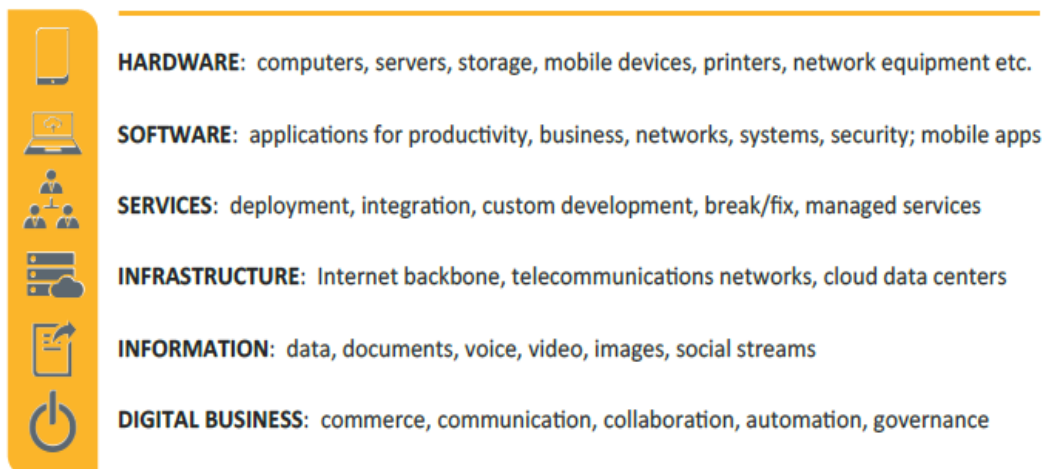 HARDWARE: computers, servers, storage, mobile devices, printers, network equipment etc.
SOFTWARE: applications for productivity, business, networks, systems, security; mobile apps
SERVICES: deployment, integration, custom development, break/fix, managed services
INFRASTRUCTURE: Internet backbone, telecommunications networks, cloud data centers
INFORMATION: data, documents, voice, video, images, social streams
DIGITAL BUSINESS: commerce, communication, collaboration, automation, governance